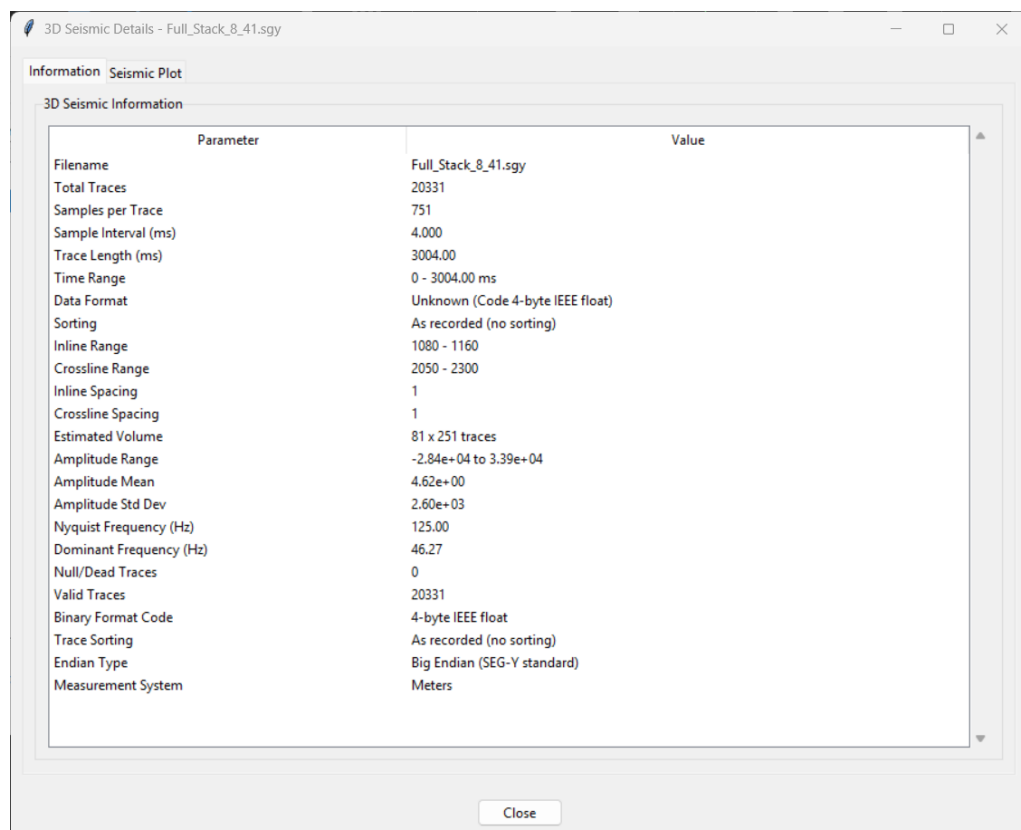 3D Seismic Details - Full_Stack_8_41.sgy
Information Seismic Plot
3D Seismic Information
Parameter Value
Filename Full_Stack_8_41.sgy
Total Traces 20331
Samples per Trace 751
Sample Interval (ms) 4.000
Trace Length (ms) 3004.00
Time Range 0 - 3004.00 ms
Data Format Unknown (Code 4-byte IEEE float)
Sorting As recorded (no sorting)
Inline Range 1080 - 1160
Crossline Range 2050 - 2300
Inline Spacing 1
Crossline Spacing 1
Estimated Volume 81 x 251 traces
Amplitude Range -2.84e+04 to 3.39e+04
Amplitude Mean 4.62e+00
Amplitude Std Dev 2.60e+03
Nyquist Frequency (Hz) 125.00
Dominant Frequency (Hz) 46.27
Null/Dead Traces 0
Valid Traces 20331
Binary Format Code 4-byte IEEE float
Trace Sorting As recorded (no sorting)
Endian Type Big Endian (SEG-Y standard)
Measurement System Meters
Close